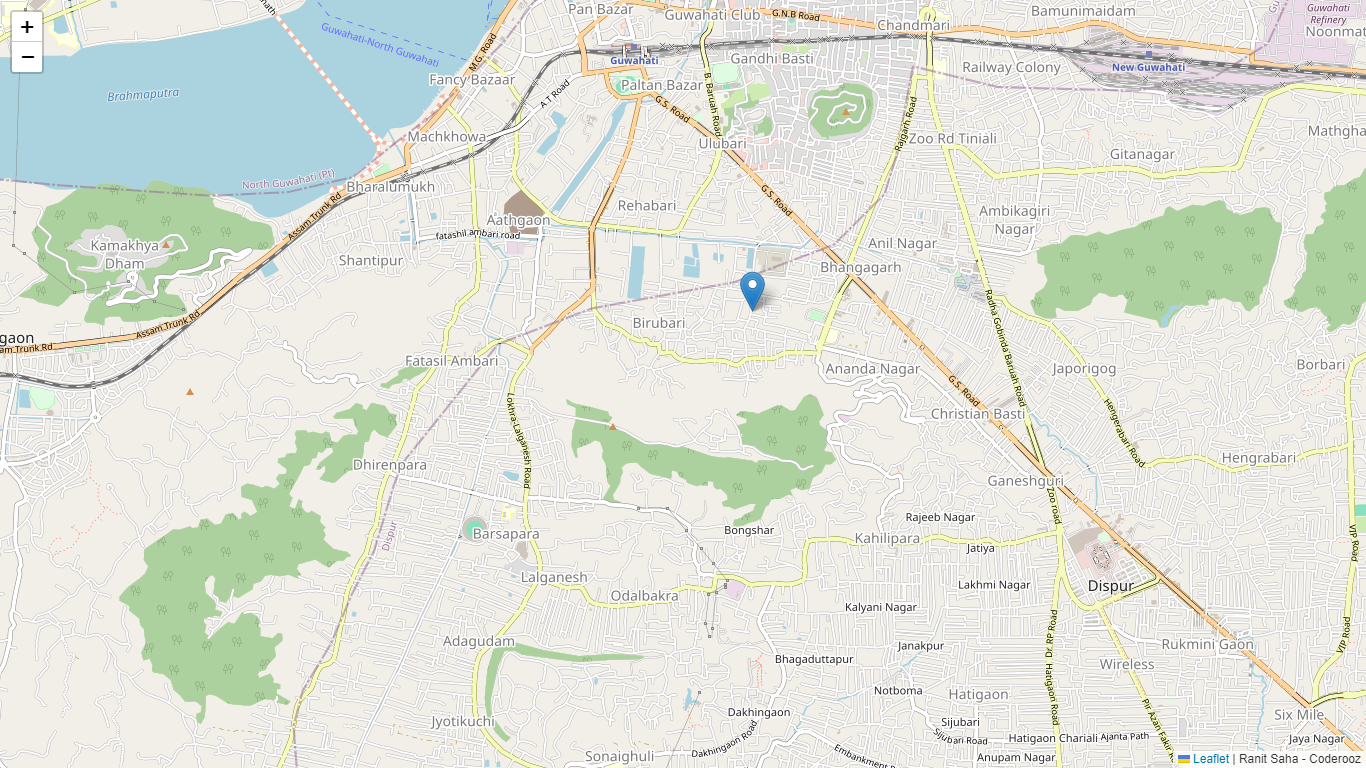 +
−
Pan Bazar
Guwahati Club
G.N.B Road
Bamunimaidam
Guwahati
Refinery
Noonmat
Chandmari
Guwahati-North Guwahati
M.G. Road
Guwahati
Gandhi Basti
Railway Colony
New Guwahati
Fancy Bazaar
Brahmaputra
A.T Road
Paltan Bazar
G.S. Road
B. Baruah Road
Rajgarh Road
Machkhowa
Ulubari
Zoo Rd Tiniali
Mathgha
Gitanagar
North Guwahati (Pt)
Bharalumukh
Assam Trunk Rd
Rehabari
G.S. Road
Ambikagiri
Nagar
Aathgaon
fatashil ambari road
Anil Nagar
Kamakhya
Dham
Shantipur
Bhangagarh
Radha Gobinda Baruah Road
Birubari
Assam Trunk Rd
gaon
am Trunk Rd
Fatasil Ambari
Ananda Nagar
Japorigog
Borbari
G.S. Road
Christian Basti
Lokhra-Lalganesh Road
Hengerabari Road
Dhirenpara
Hengrabari
Ganeshguri
Zoo road
Rajeeb Nagar
Dispur
Barsapara
Bongshar
Kahilipara
Jatiya
VIP Road
Lalganesh
Odalbakra
Lakhmi Nagar
Dispur
Kalyani Nagar
Hatigaon Road
Dr. RP Road
VIP Road
Adagudam
Janakpur
Rukmini Gaon
Bhagaduttapur
Wireless
Notboma
Hatigaon
Jyotikuchi
Dakhingaon
Sijubari
Sijubari Road
Six Mile
Hatigaon Chariali
Ajanta Path
Jaya Nagar
Dakhingaon Road
Sonaighuli
Anupam Nagar
Leaflet | Ranit Saha - Coderooz